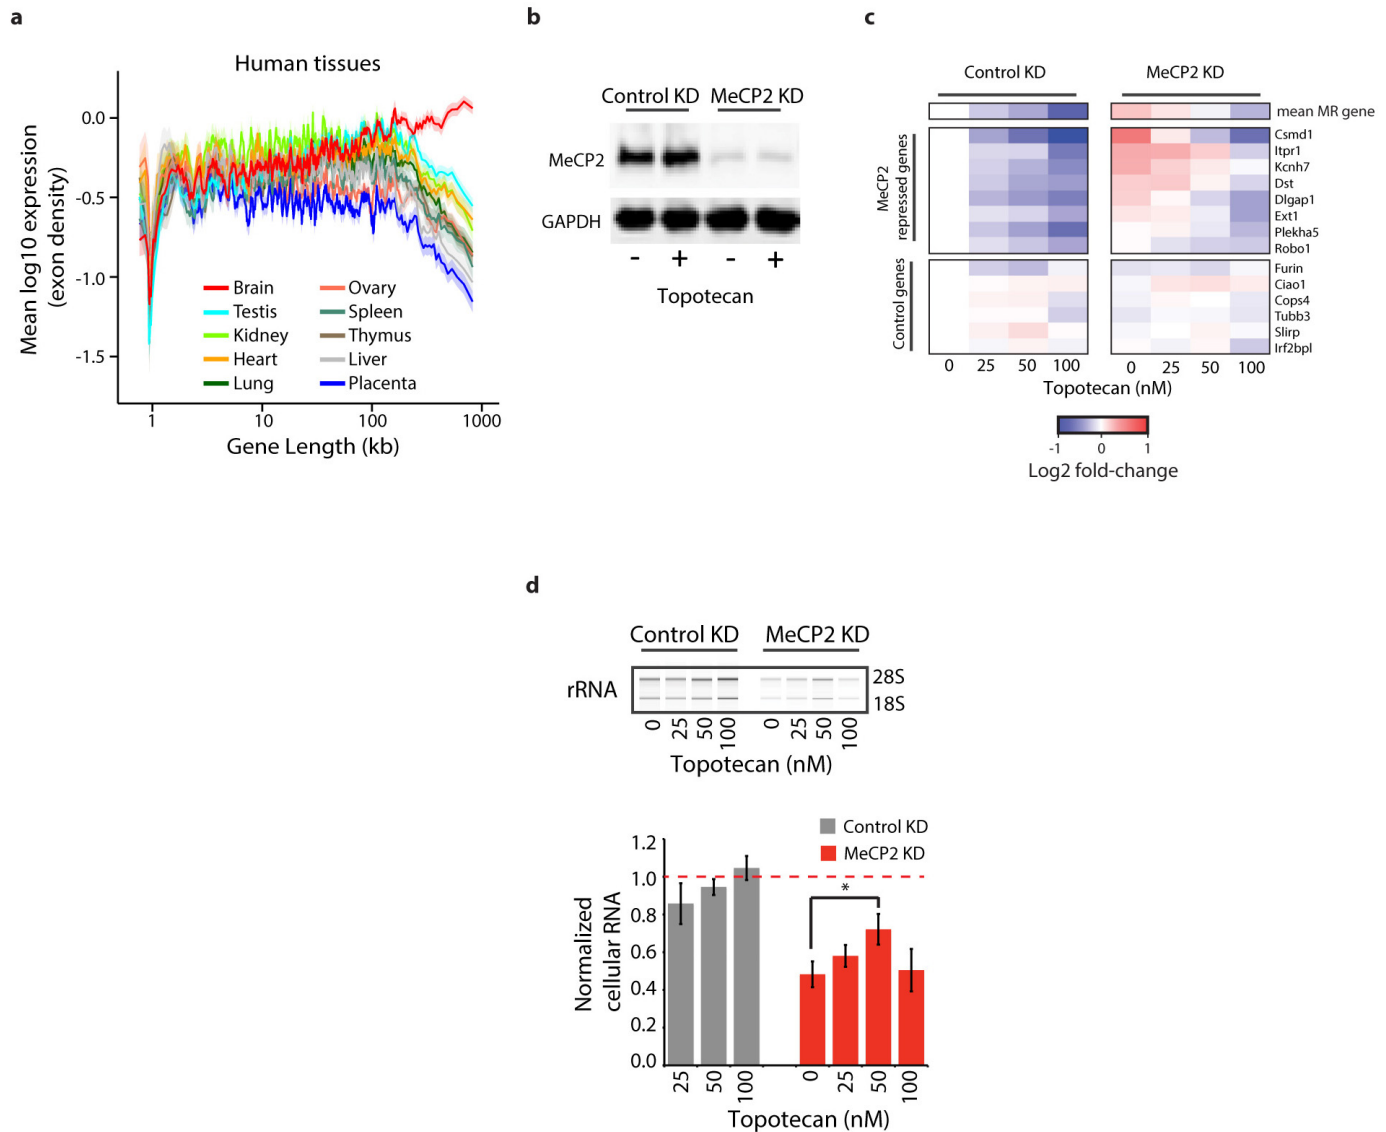 a
Human tissues
Mean log10 expression
(exon density)
0.0
-0.5
-1.0
-1.5
Brain
Testis
Kidney
Heart
Lung
Ovary
Spleen
Thymus
Liver
Placenta
1 10 100 1000
Gene Length (kb)
b
Control KD MeCP2 KD
MeCP2
GAPDH
- + - +
Topotecan
c
Control KD MeCP2 KD
mean MR gene
MeCP2
repressed genes
Csmd1
Itpr1
Kcnh7
Dst
Dlgap1
Ext1
Plekha5
Robo1
Control genes
Furin
Ciao1
Cops4
Tubb3
Slirp
Irf2bpl
0 25 50 100 0 25 50 100
Topotecan (nM)
-1 0 1
Log2 fold-change
d
Control KD MeCP2 KD
rRNA
28S
18S
0 25 50 100 0 25 50 100
Topotecan (nM)
Control KD
MeCP2 KD
Normalized
cellular RNA
1.2
1.0
0.8
0.6
0.4
0.2
0.0
*
25 50 100 0 25 50 100
Topotecan (nM)